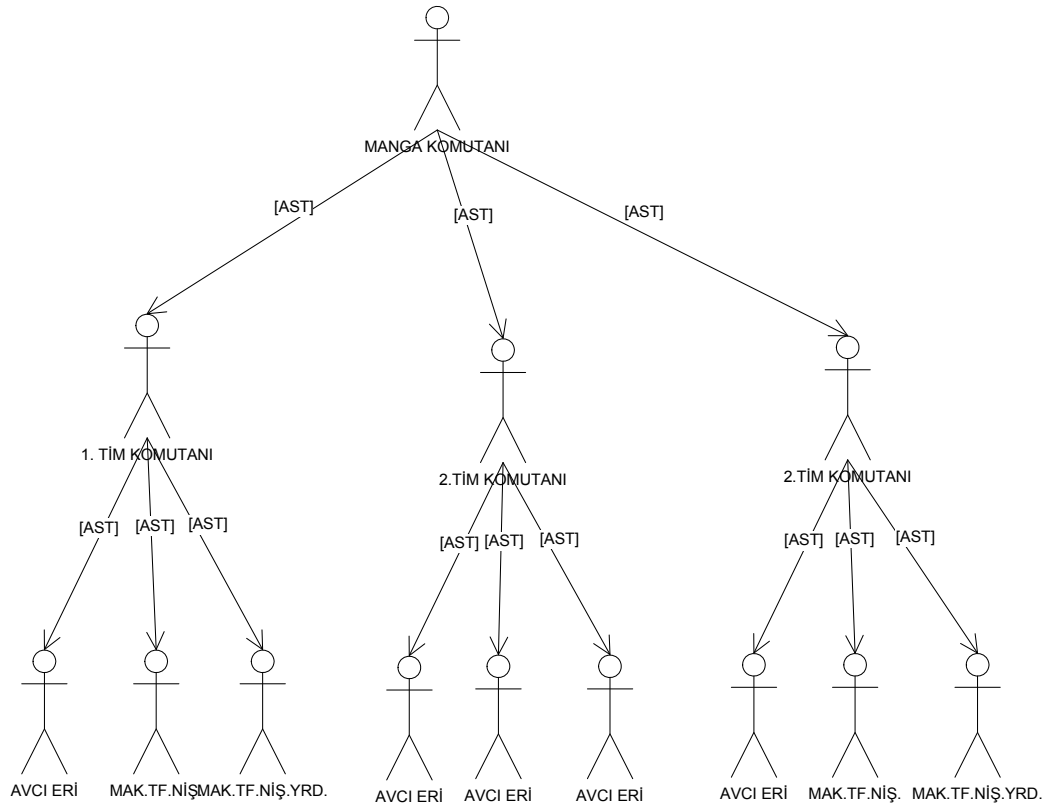 MANGA KOMUTANI
[AST]
[AST]
[AST]
1. TİM KOMUTANI
2.TİM KOMUTANI
2.TİM KOMUTANI
[AST]
[AST]
[AST]
[AST]
[AST]
[AST]
[AST]
[AST]
[AST]
AVCI ERİ
MAK.TF.NİŞ.
MAK.TF.NİŞ.YRD.
AVCI ERİ
AVCI ERİ
AVCI ERİ
AVCI ERİ
MAK.TF.NİŞ.
MAK.TF.NİŞ.YRD.